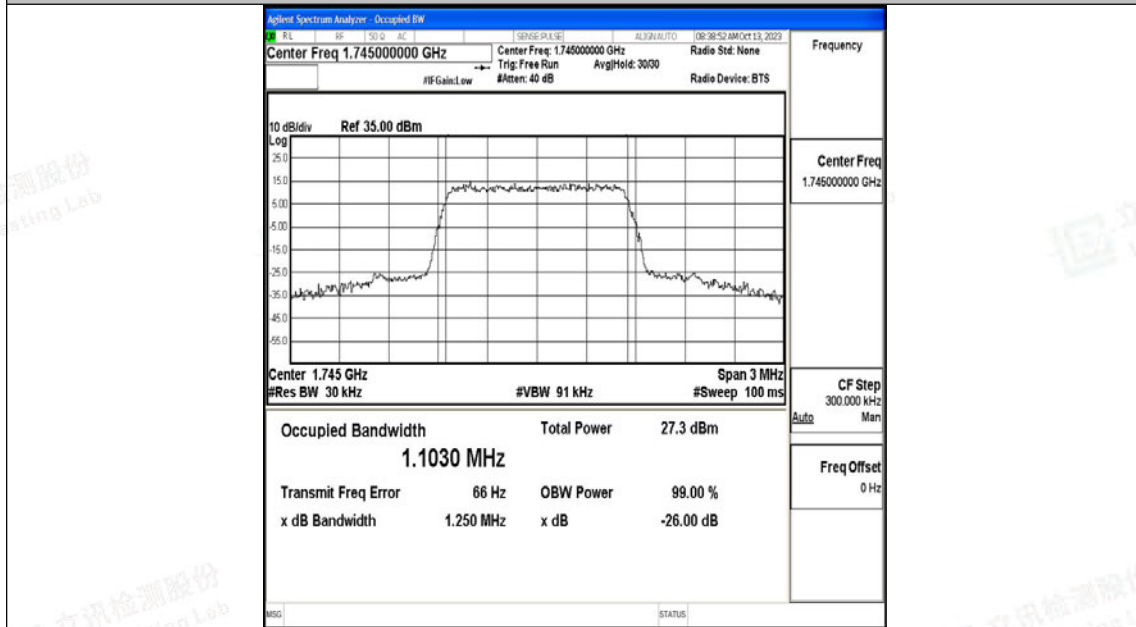 Agilent Spectrum Analyzer - Occupied BW
RL RF 50 Ω AC SENSE:PULSE ALIGNAUTO 08:38:52 AM Oct 13, 2023
Center Freq 1.745000000 GHz
Center Freq: 1.745000000 GHz Radio Std: None
Trig: Free Run Avg|Hold: 30/30
#IFGain:Low #Atten: 40 dB Radio Device: BTS
Frequency
10 dB/div Ref 35.00 dBm
Log
25.0
15.0
5.00
-5.00
-15.0
-25.0
-35.0
-45.0
-55.0
Center 1.745 GHz Span 3 MHz
#Res BW 30 kHz #VBW 91 kHz #Sweep 100 ms
Center Freq
1.745000000 GHz
CF Step
300.000 kHz
Auto Man
Freq Offset
0 Hz
Occupied Bandwidth Total Power 27.3 dBm
1.1030 MHz
Transmit Freq Error 66 Hz OBW Power 99.00 %
x dB Bandwidth 1.250 MHz x dB -26.00 dB
MSG STATUS
立讯检测股份